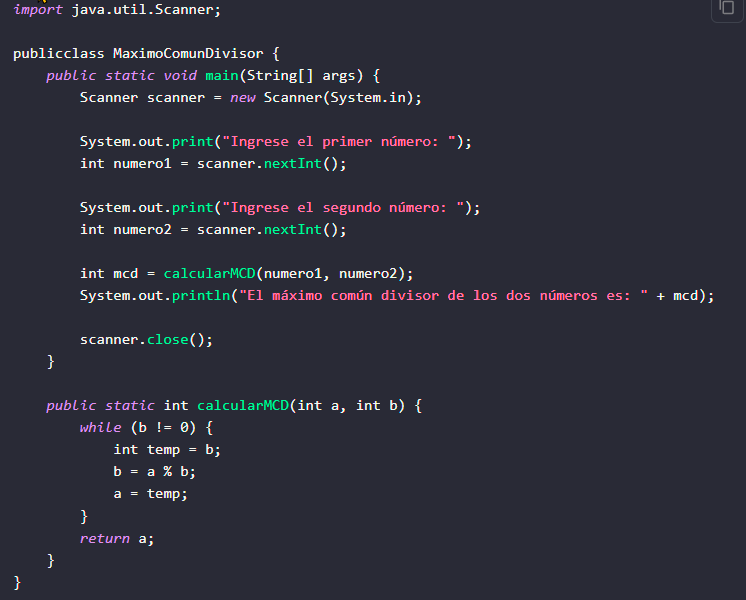 import java.util.Scanner;
publicclass MaximoComunDivisor {
public static void main(String[] args) {
Scanner scanner = new Scanner(System.in);
System.out.print("Ingrese el primer número: ");
int numero1 = scanner.nextInt();
System.out.print("Ingrese el segundo número: ");
int numero2 = scanner.nextInt();
int mcd = calcularMCD(numero1, numero2);
System.out.println("El máximo común divisor de los dos números es: " + mcd);
scanner.close();
}
public static int calcularMCD(int a, int b) {
while (b != 0) {
int temp = b;
b = a % b;
a = temp;
}
return a;
}
}